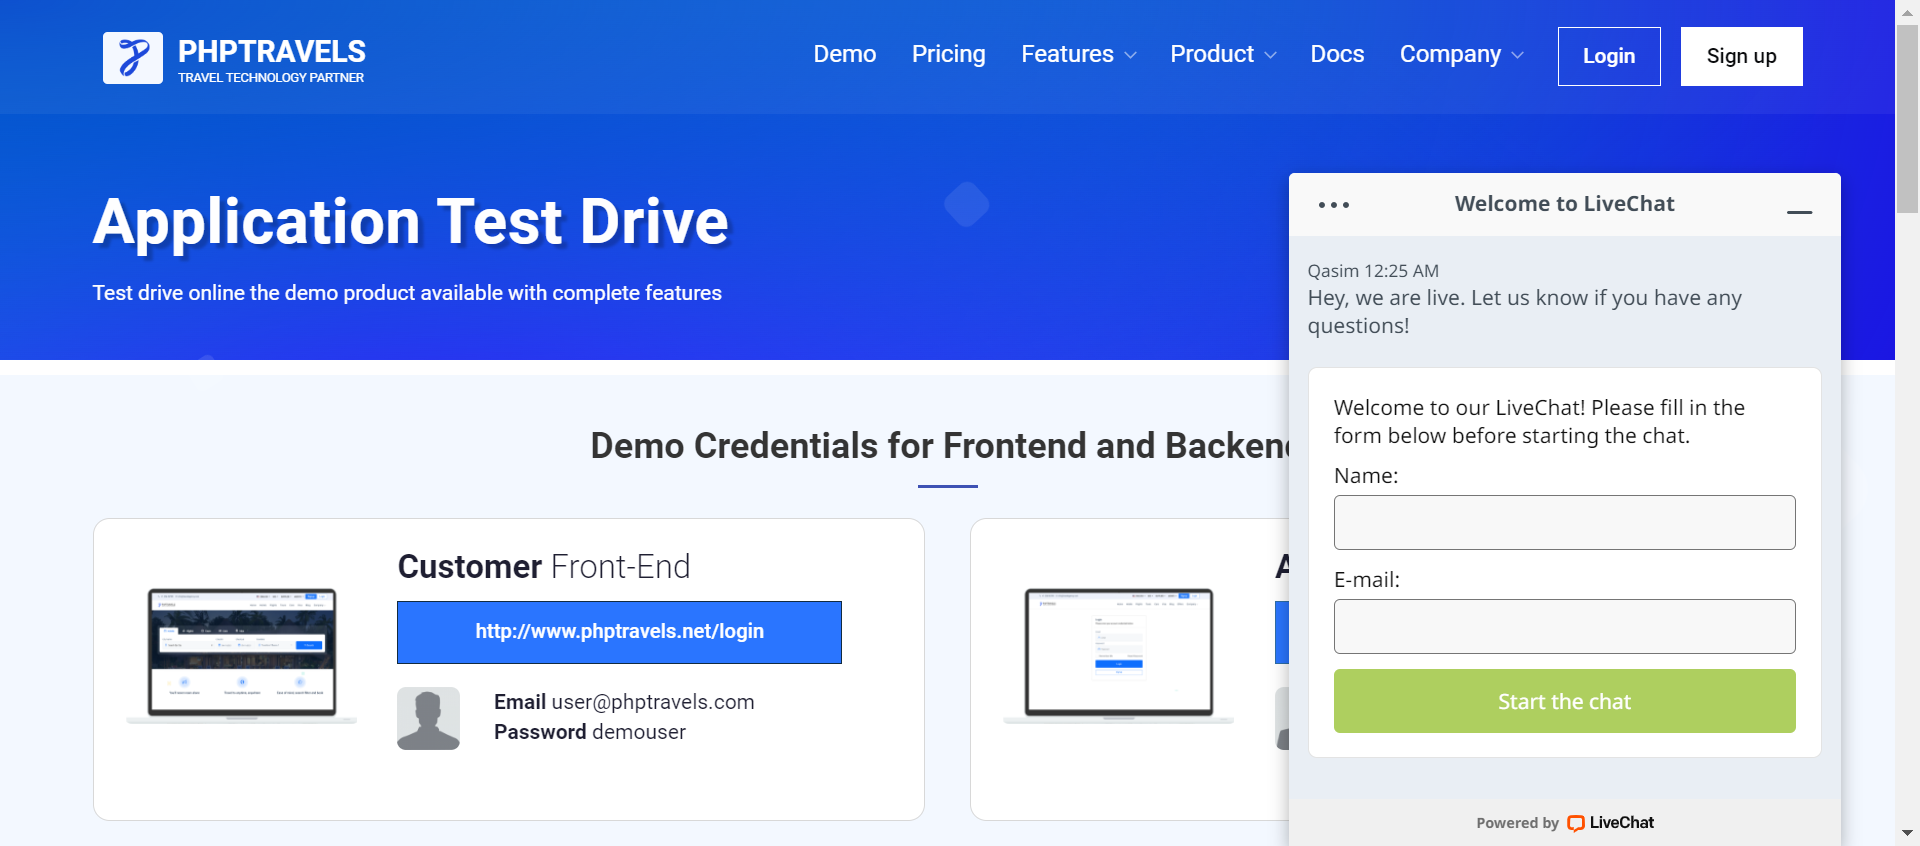 PHPTRAVELS
TRAVEL TECHNOLOGY PARTNER
Demo
Pricing
Features
Product
Docs
Company
Login
Sign up
Application Test Drive
Test drive online the demo product available with complete features
Demo Credentials for Frontend and Backen
Customer Front-End
http://www.phptravels.net/login
Email user@phptravels.com
Password demouser
Welcome to LiveChat
Qasim 12:25 AM
Hey, we are live. Let us know if you have any
questions!
Welcome to our LiveChat! Please fill in the
form below before starting the chat.
Name:
E-mail:
Start the chat
Powered by LiveChat